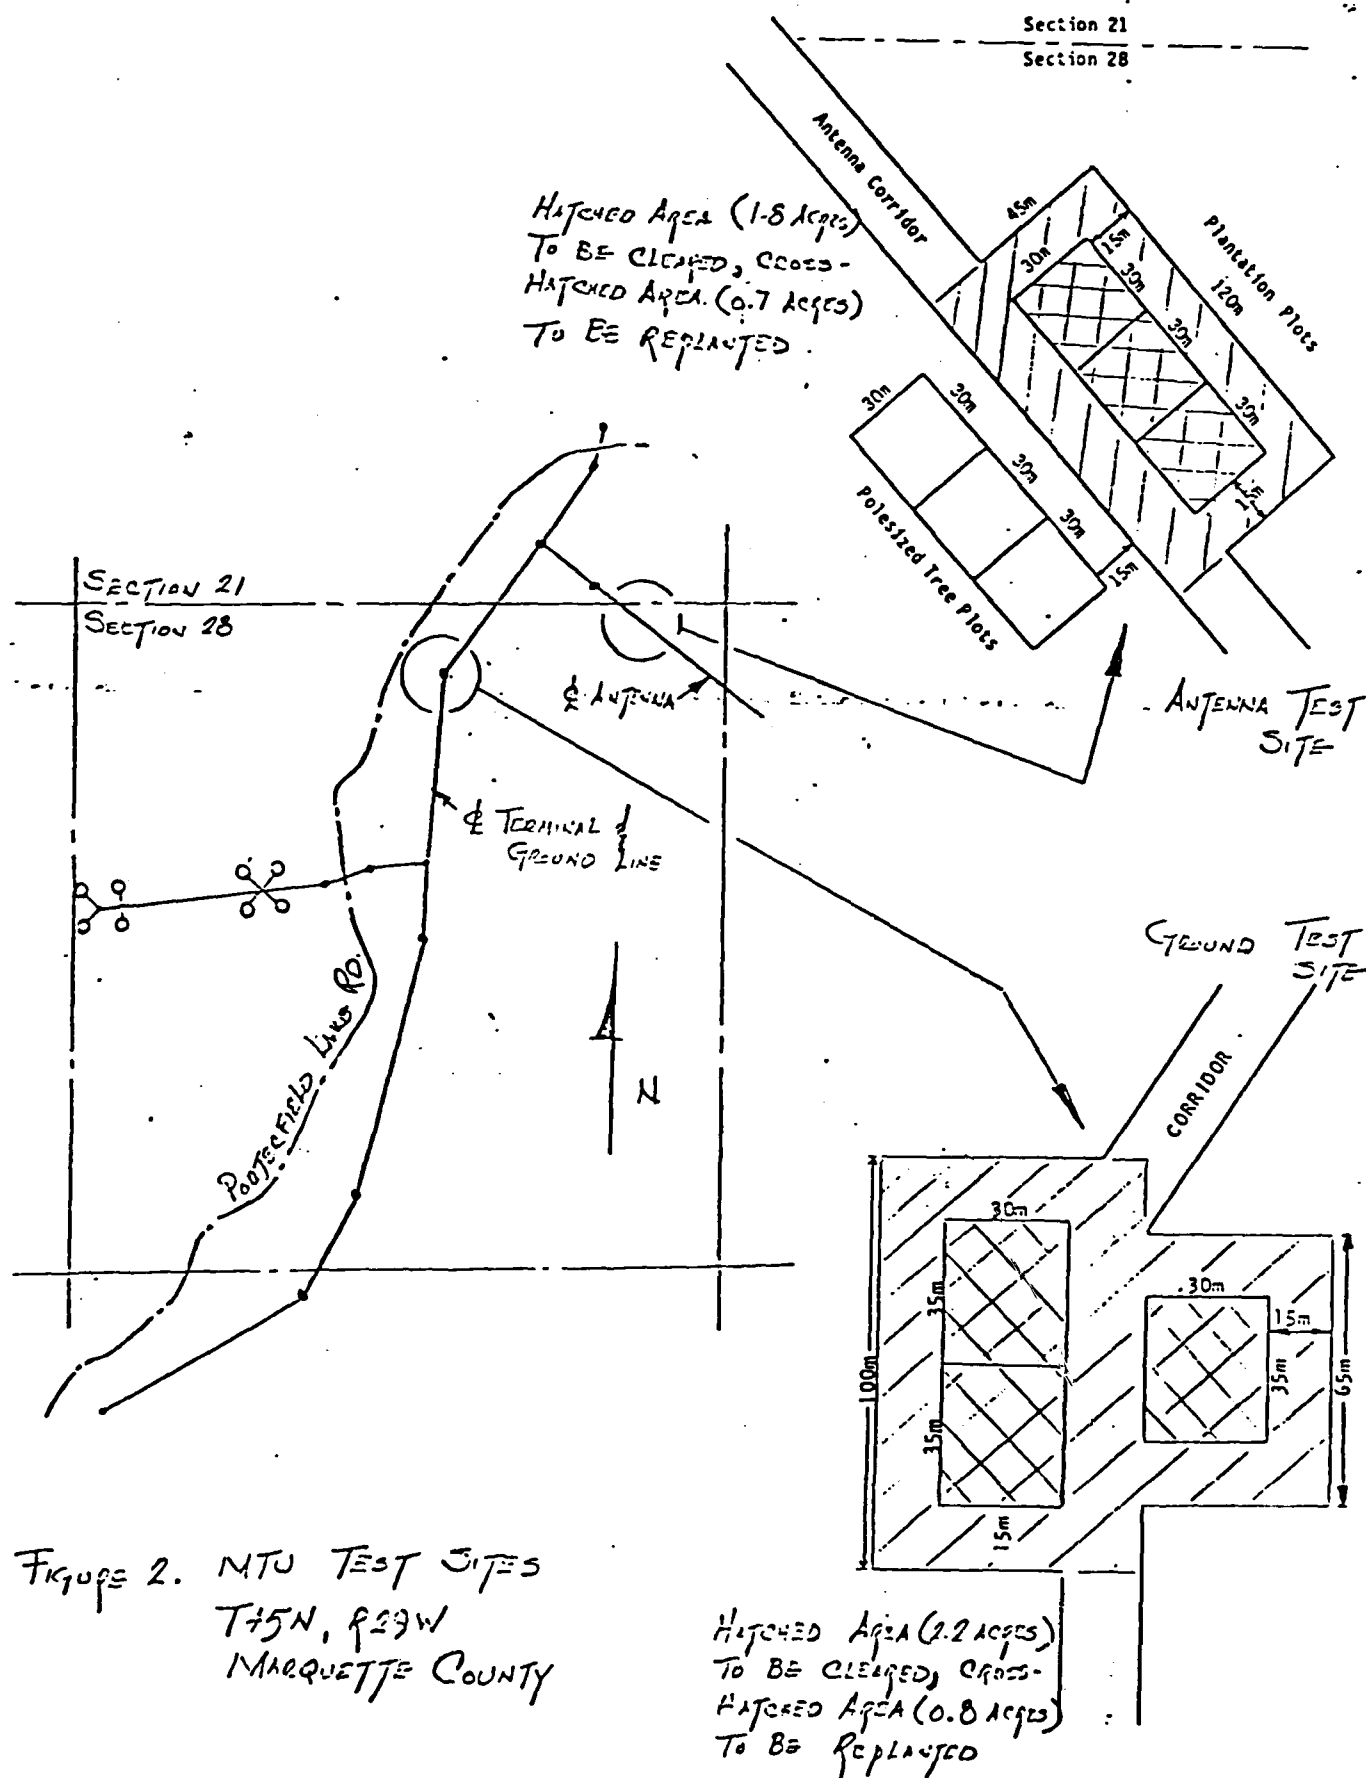 Section 21
Section 28
Antenna Corridor
HATCHED AREA (1.8 ACRES)
TO BE CLEARED, CROSS-
HATCHED AREA (0.7 ACRES)
TO BE REPLANTED.
45m
30m
15m
30m
30m
30m
120m
Plantation Plots
15m
30m
30m
30m
30m
15m
Polesized Tree Plots
SECTION 21
SECTION 28
℄ ANTENNA
ANTENNA TEST
SITE
℄ TERMINAL &
GROUND LINE
PORTERFIELD LAKE RD.
N
GROUND TEST
SITE
CORRIDOR
30m
35m
35m
100m
15m
30m
15m
35m
65m
FIGURE 2. MTU TEST SITES
T45N, R29W
MARQUETTE COUNTY
HATCHED AREA (2.2 ACRES)
TO BE CLEARED, CROSS-
HATCHED AREA (0.8 ACRES)
TO BE REPLANTED